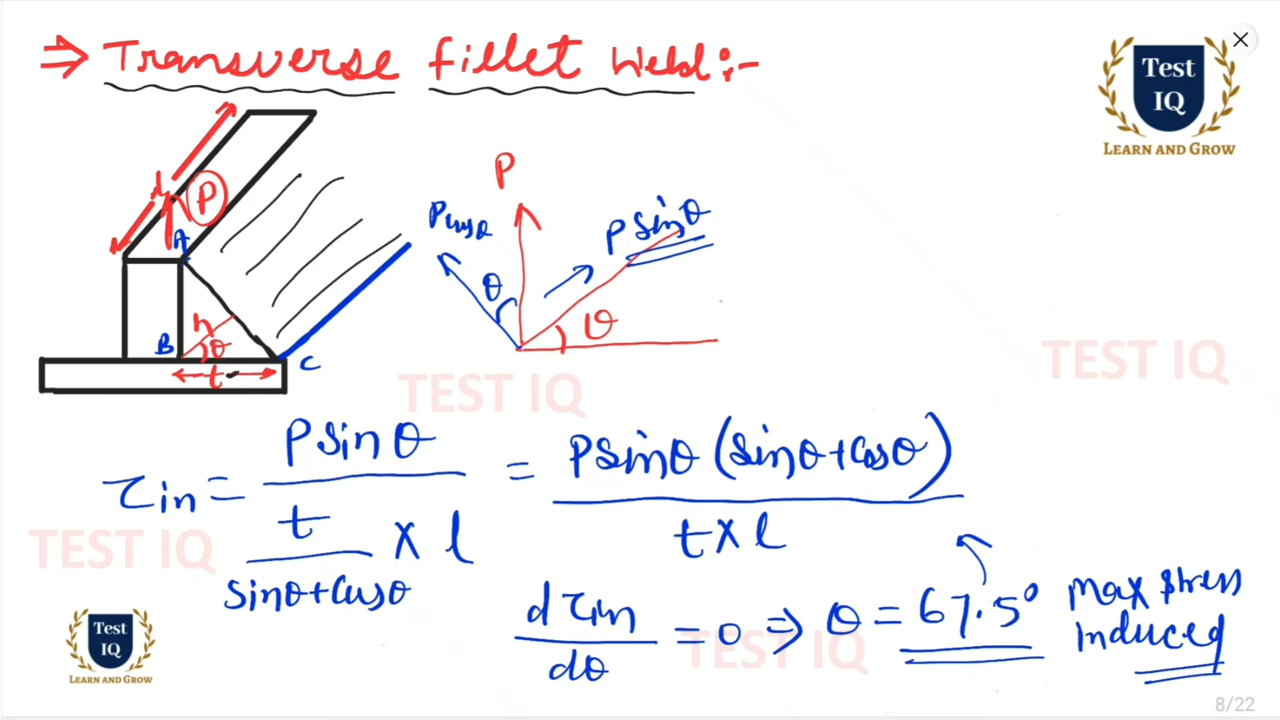 ⇒ Transverse fillet Weld:-
Test
IQ
LEARN AND GROW
P
l
P
A
Pcosθ
P sinθ
θ
θ
h
B
θ
t
C
TEST IQ
TEST IQ
τin = Psinθ / (t/(sinθ+cosθ) × l) = Psinθ (sinθ+cosθ) / (t×l)
TEST IQ
dτin/dθ = 0 ⇒ θ = 67.5° Max Stress
Induced
TEST IQ
Test
IQ
LEARN AND GROW
8/22